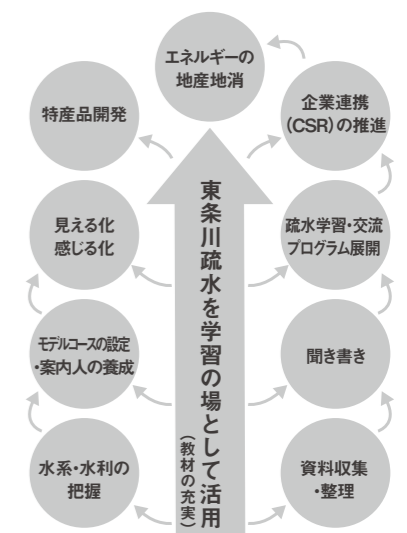 エネルギーの
地産地消
特産品開発
企業連携
（CSR）の推進
見える化
感じる化
疏水学習・交流
プログラム展開
モデルコースの設定
・案内人の養成
聞き書き
水系・水利の
把握
資料収集
・整理
東条川疏水を学習の場として活用
（教材の充実）